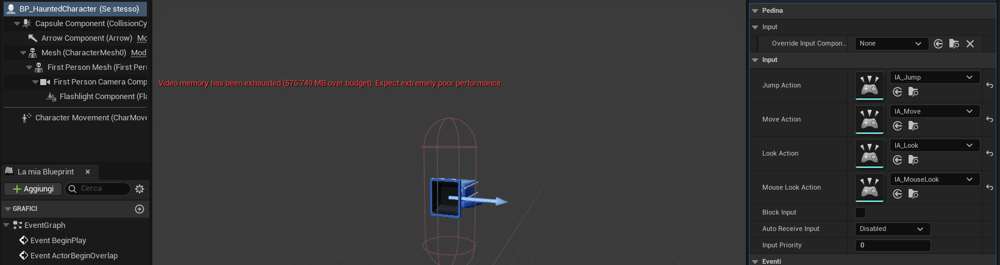 BP_HauntedCharacter (Se stesso)
Capsule Component (CollisionCy
Arrow Component (Arrow) Mo
Mesh (CharacterMesh0) Mod
First Person Mesh (First Pers
First Person Camera Comp
Flashlight Component (Fla
Character Movement (CharMove
La mia Blueprint
Aggiungi
Cerca
GRAFICI
EventGraph
Event BeginPlay
Event ActorBeginOverlap
Video memory has been exhausted (576.749 MB over budget). Expect extremely poor performance.
Pedina
Input
Override Input Compon... None
Input
Jump Action IA_Jump
Move Action IA_Move
Look Action IA_Look
Mouse Look Action IA_MouseLook
Block Input
Auto Receive Input Disabled
Input Priority 0
Eventi